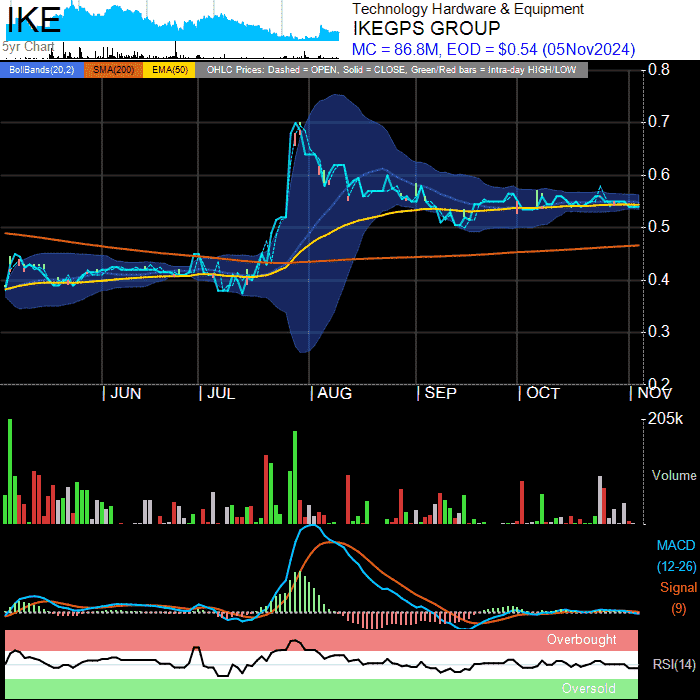 IKE
5yr Chart
Technology Hardware & Equipment
IKEGPS GROUP
MC = 86.8M, EOD = $0.54 (05Nov2024)
BollBands(20,2) SMA(200) EMA(50) OHLC Prices: Dashed = OPEN, Solid = CLOSE, Green/Red bars = Intra-day HIGH/LOW
0.8
0.7
0.6
0.5
0.4
0.3
0.2
JUN JUL AUG SEP OCT NOV
205k
Volume
MACD
(12-26)
Signal
(9)
Overbought
RSI(14)
Oversold